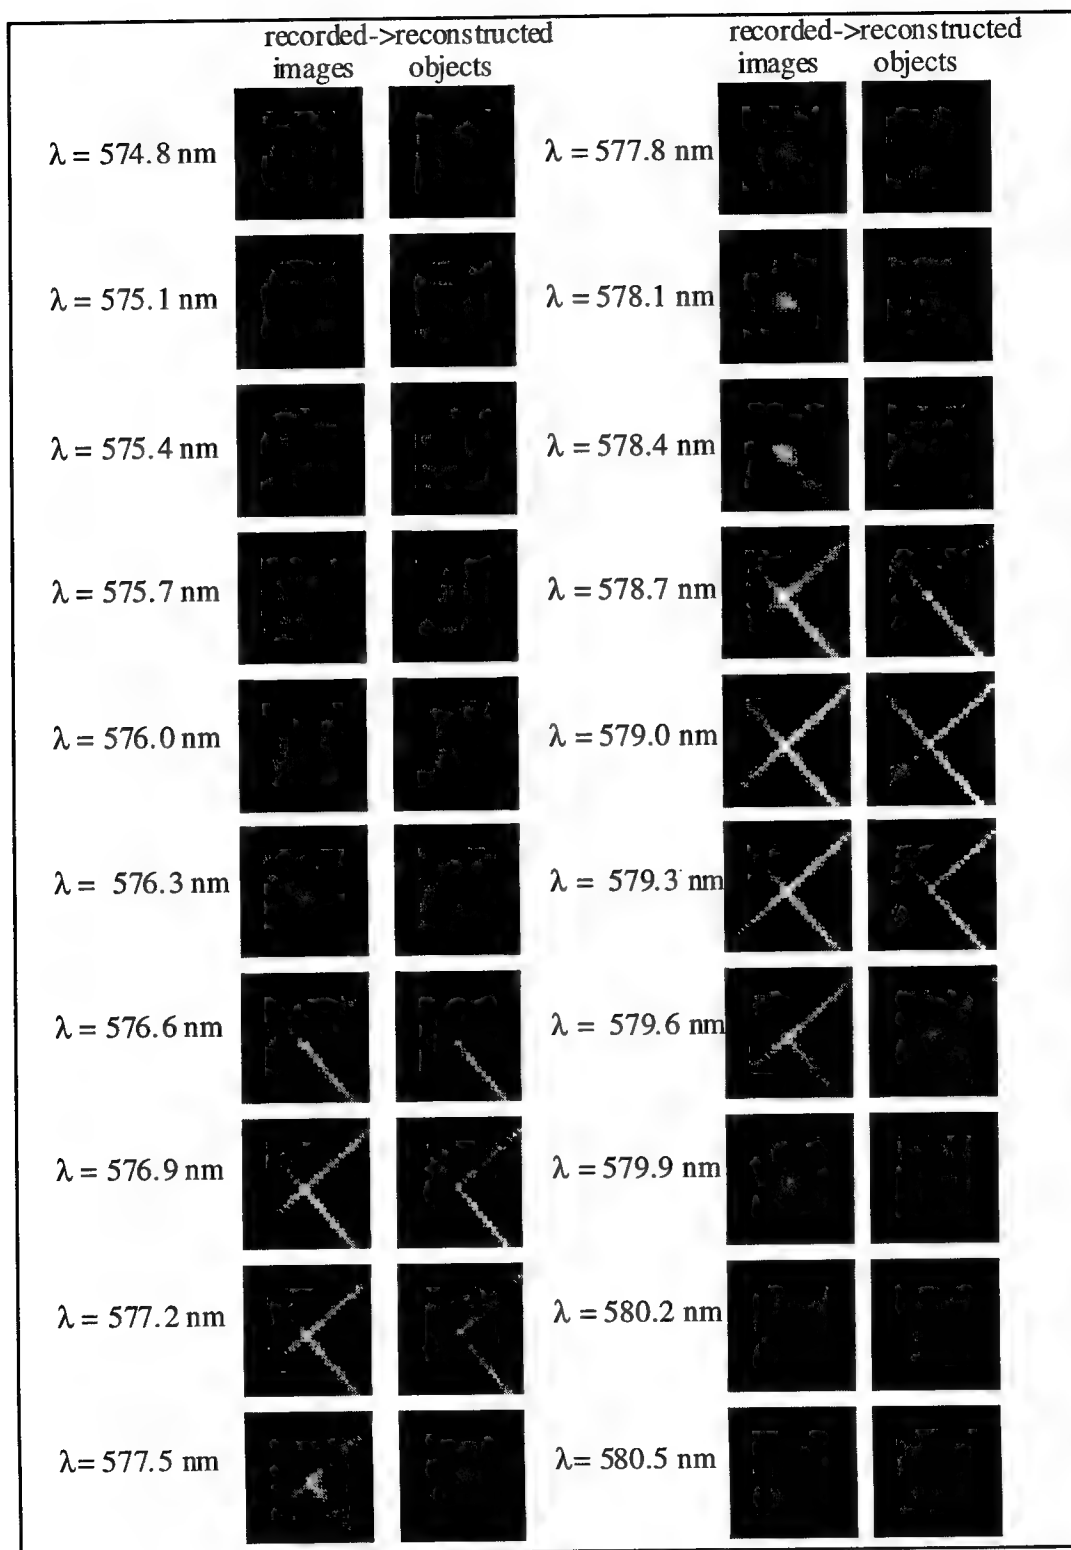 recorded->reconstructed
images objects
λ = 574.8 nm
λ = 575.1 nm
λ = 575.4 nm
λ = 575.7 nm
λ = 576.0 nm
λ = 576.3 nm
λ = 576.6 nm
λ = 576.9 nm
λ = 577.2 nm
λ= 577.5 nm
recorded->reconstructed
images objects
λ = 577.8 nm
λ = 578.1 nm
λ = 578.4 nm
λ = 578.7 nm
λ = 579.0 nm
λ = 579.3 nm
λ = 579.6 nm
λ = 579.9 nm
λ = 580.2 nm
λ= 580.5 nm